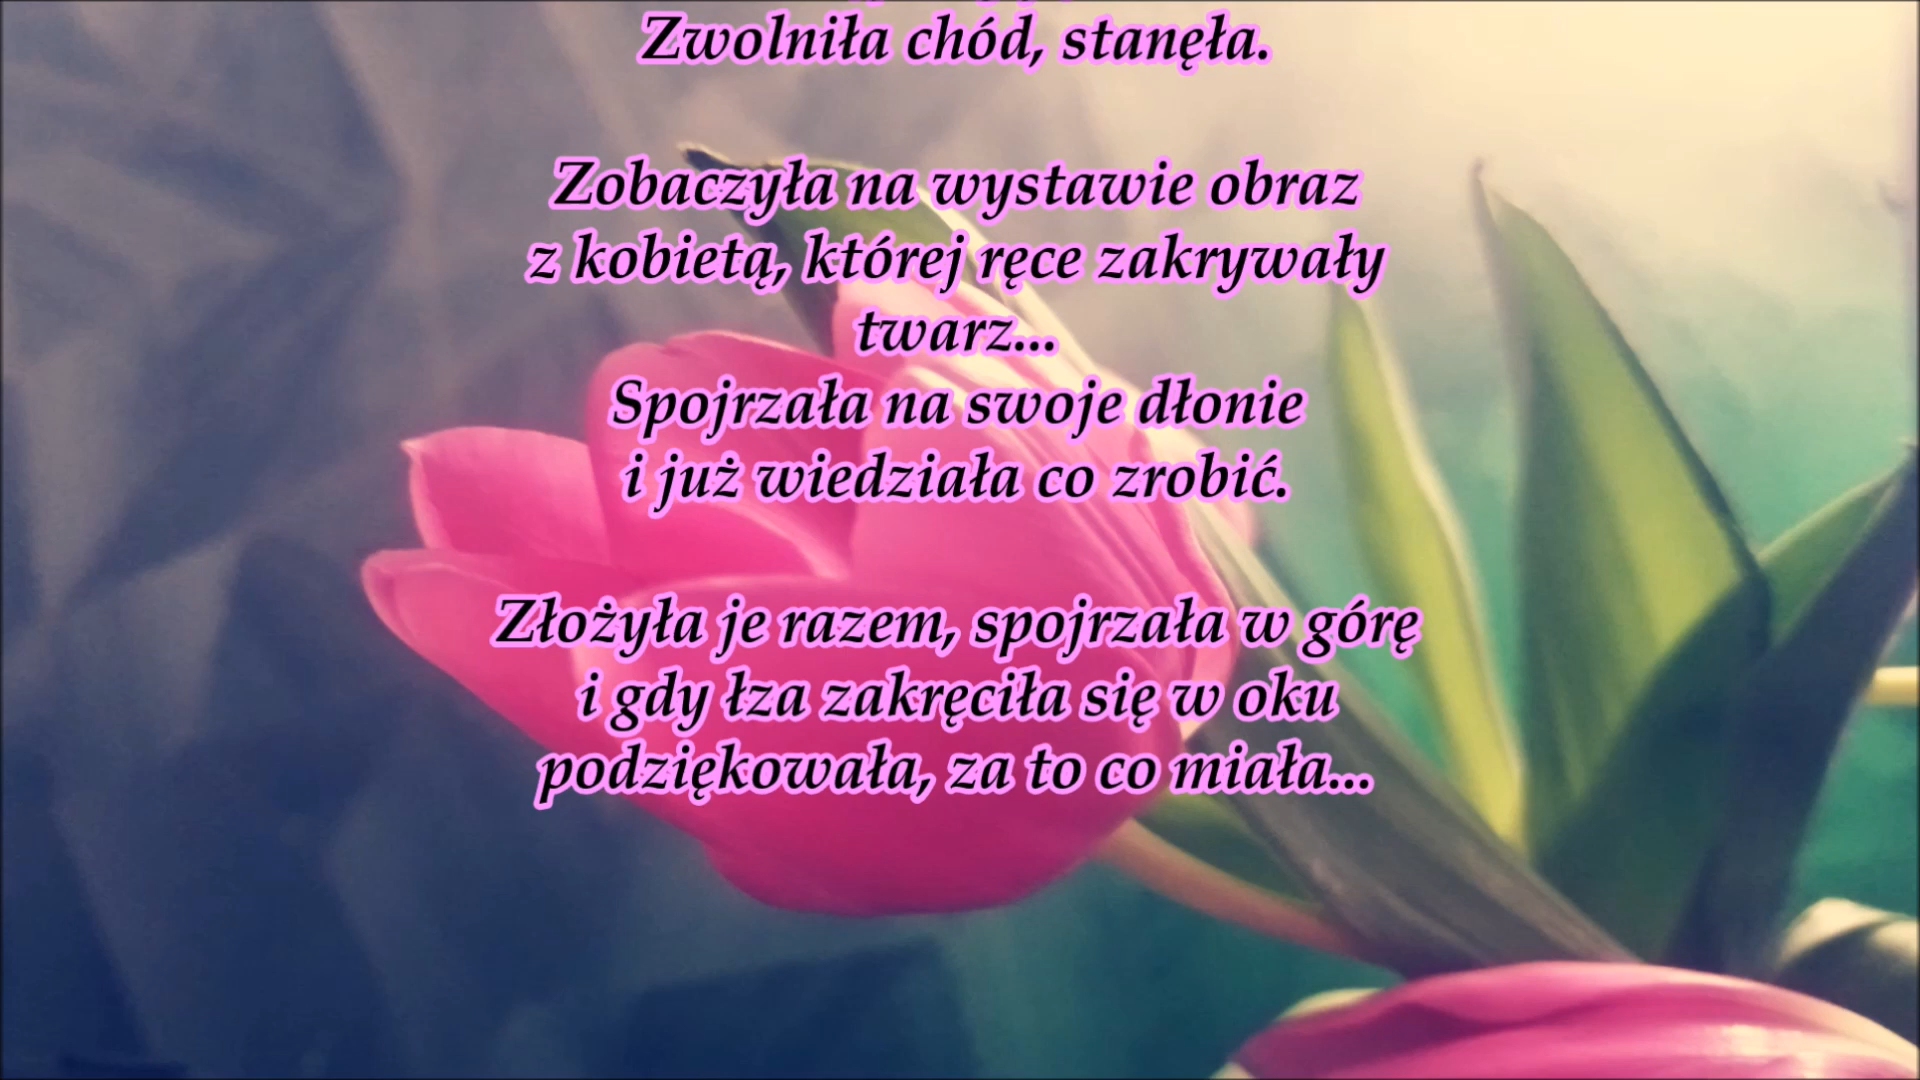 Zwolniła chód, stanęła.
Zobaczyła na wystawie obraz
z kobietą, której ręce zakrywały
twarz...
Spojrzała na swoje dłonie
i już wiedziała co zrobić.
Złożyła je razem, spojrzała w górę
i gdy łza zakręciła się w oku
podziękowała, za to co miała...